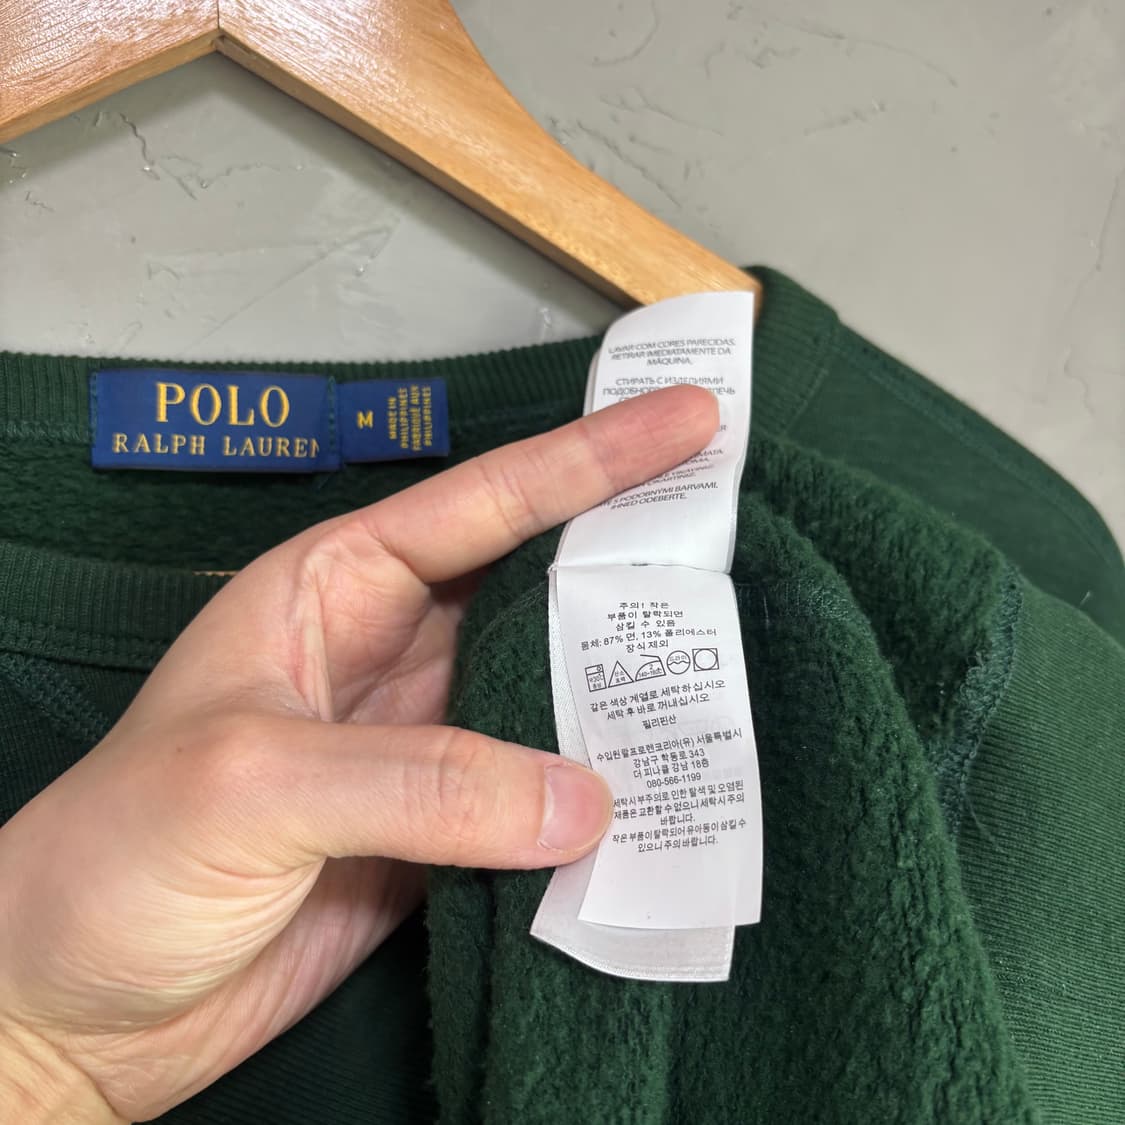 POLO
RALPH LAUREN
M
MADE IN
PHILIPPINES
FABRIQUÉ AUX
PHILIPPINES
LAVAR COM CORES PARECIDAS.
RETIRAR IMEDIATAMENTE DA
MÁQUINA.
СТИРАТЬ С ИЗДЕЛИЯМИ
S PODOBNYMI BARVAMI,
IHNED ODEBERTE.
주의! 작은
부품이 탈락되면
삼킬 수 있음
몸체: 87% 면, 13% 폴리에스터
장식 제외
같은 색상 계열로 세탁하십시오
세탁 후 바로 꺼내십시오
필리핀산
수입원랄프로렌코리아(유) 서울특별시
강남구 학동로 343
더 피나클 강남 18층
080-566-1199
세탁시 부주의로 인한 탈색 및 오염된
제품은 교환할 수 없으니 세탁시 주의
바랍니다.
작은 부품이 탈락되어 유아동이 삼킬 수
있으니 주의 바랍니다.